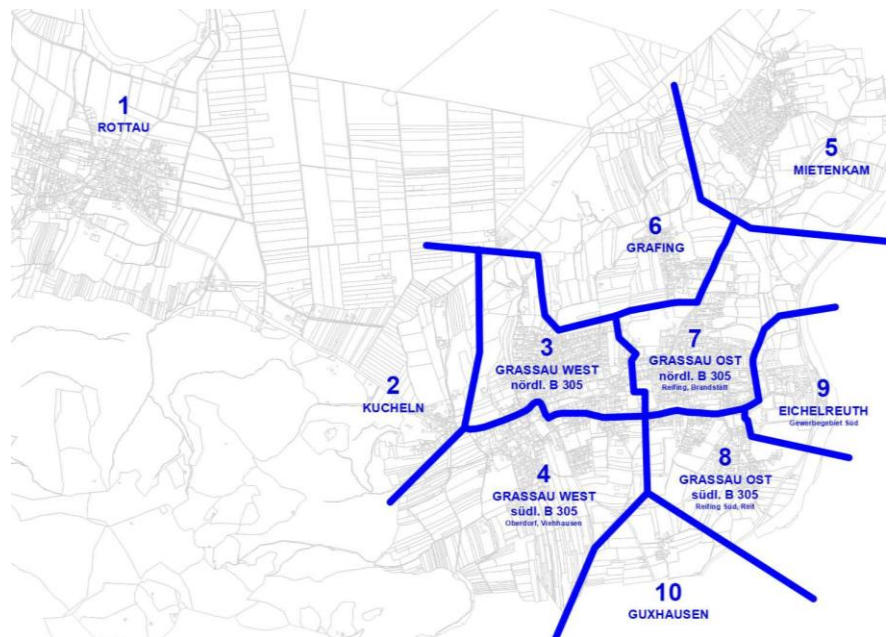 1
ROTTAU
5
MIETENKAM
6
GRAFING
3
GRASSAU WEST
nördl. B 305
7
GRASSAU OST
nördl. B 305
Reifing, Brandstätt
2
KUCHELN
9
EICHELREUTH
Gewerbegebiet Süd
4
GRASSAU WEST
südl. B 305
Oberdorf, Viehhausen
8
GRASSAU OST
südl. B 305
Reifing Süd, Reit
10
GUXHAUSEN